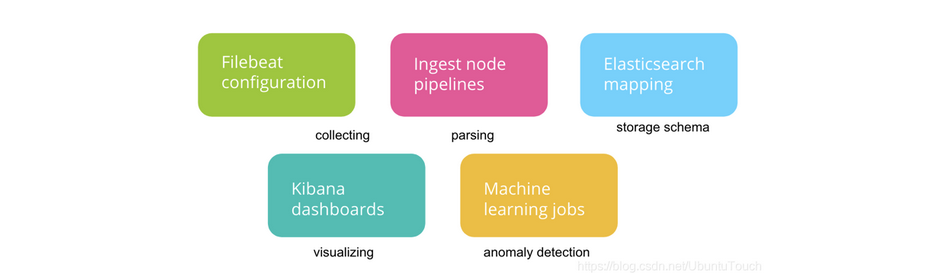 Filebeat
configuration
Ingest node
pipelines
Elasticsearch
mapping
collecting
parsing
storage schema
Kibana
dashboards
Machine
learning jobs
visualizing
anomaly detection
https://blog.csdn.net/UbuntuTouch